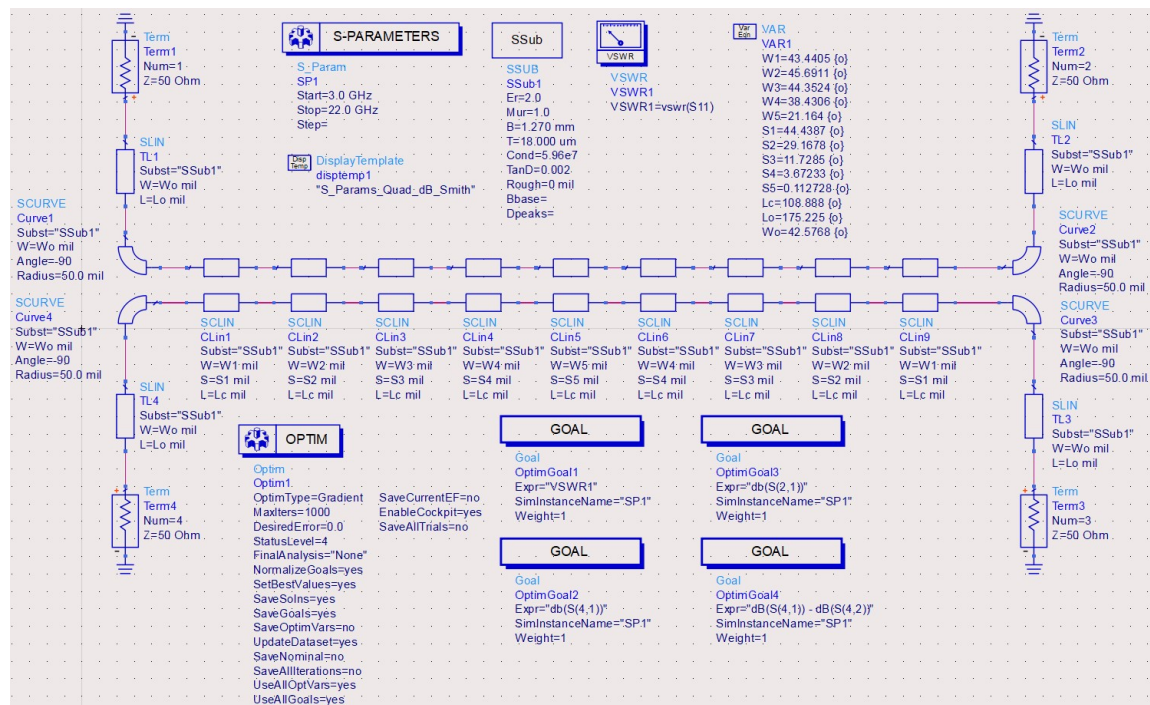 Term
Term1
Num=1
Z=50 Ohm
S-PARAMETERS
S_Param
SP1
Start=3.0 GHz
Stop=22.0 GHz
Step=
Disp
Temp
DisplayTemplate
disptemp1
"S_Params_Quad_dB_Smith"
SSub
SSUB
SSub1
Er=2.0
Mur=1.0
B=1.270 mm
T=18.000 um
Cond=5.96e7
TanD=0.002
Rough=0 mil
Bbase=
Dpeaks=
VSWR
VSWR
VSWR1
VSWR1=vswr(S11)
Var
Eqn
VAR
VAR1
W1=43.4405 {o}
W2=45.6911 {o}
W3=44.3524 {o}
W4=38.4306 {o}
W5=21.164 {o}
S1=44.4387 {o}
S2=29.1678 {o}
S3=11.7285 {o}
S4=3.67233 {o}
S5=0.112728 {o}
Lc=108.888 {o}
Lo=175.225 {o}
Wo=42.5768 {o}
Term
Term2
Num=2
Z=50 Ohm
SLIN
TL1
Subst="SSub1"
W=Wo mil
L=Lo mil
SLIN
TL2
Subst="SSub1"
W=Wo mil
L=Lo mil
SCURVE
Curve1
Subst="SSub1"
W=Wo mil
Angle=-90
Radius=50.0 mil
SCURVE
Curve2
Subst="SSub1"
W=Wo mil
Angle=-90
Radius=50.0 mil
SCURVE
Curve4
Subst="SSub1"
W=Wo mil
Angle=-90
Radius=50.0 mil
SCLIN
CLin1
Subst="SSub1"
W=W1 mil
S=S1 mil
L=Lc mil
SCLIN
CLin2
Subst="SSub1"
W=W2 mil
S=S2 mil
L=Lc mil
SCLIN
CLin3
Subst="SSub1"
W=W3 mil
S=S3 mil
L=Lc mil
SCLIN
CLin4
Subst="SSub1"
W=W4 mil
S=S4 mil
L=Lc mil
SCLIN
CLin5
Subst="SSub1"
W=W5 mil
S=S5 mil
L=Lc mil
SCLIN
CLin6
Subst="SSub1"
W=W4 mil
S=S4 mil
L=Lc mil
SCLIN
CLin7
Subst="SSub1"
W=W3 mil
S=S3 mil
L=Lc mil
SCLIN
CLin8
Subst="SSub1"
W=W2 mil
S=S2 mil
L=Lc mil
SCLIN
CLin9
Subst="SSub1"
W=W1 mil
S=S1 mil
L=Lc mil
SCURVE
Curve3
Subst="SSub1"
W=Wo mil
Angle=-90
Radius=50.0 mil
SLIN
TL4
Subst="SSub1"
W=Wo mil
L=Lo mil
SLIN
TL3
Subst="SSub1"
W=Wo mil
L=Lo mil
Term
Term4
Num=4
Z=50 Ohm
OPTIM
Optim
Optim1
OptimType=Gradient
MaxIters=1000
DesiredError=0.0
StatusLevel=4
FinalAnalysis="None"
NormalizeGoals=yes
SetBestValues=yes
SaveSolns=yes
SaveGoals=yes
SaveOptimVars=no
UpdateDataset=yes
SaveNominal=no
SaveAllIterations=no
UseAllOptVars=yes
UseAllGoals=yes
SaveCurrentEF=no
EnableCockpit=yes
SaveAllTrials=no
GOAL
Goal
OptimGoal1
Expr="VSWR1"
SimInstanceName="SP1"
Weight=1
GOAL
Goal
OptimGoal3
Expr="db(S(2,1))"
SimInstanceName="SP1"
Weight=1
GOAL
Goal
OptimGoal2
Expr="db(S(4,1))"
SimInstanceName="SP1"
Weight=1
GOAL
Goal
OptimGoal4
Expr="dB(S(4,1)) - dB(S(4,2))"
SimInstanceName="SP1"
Weight=1
Term
Term3
Num=3
Z=50 Ohm